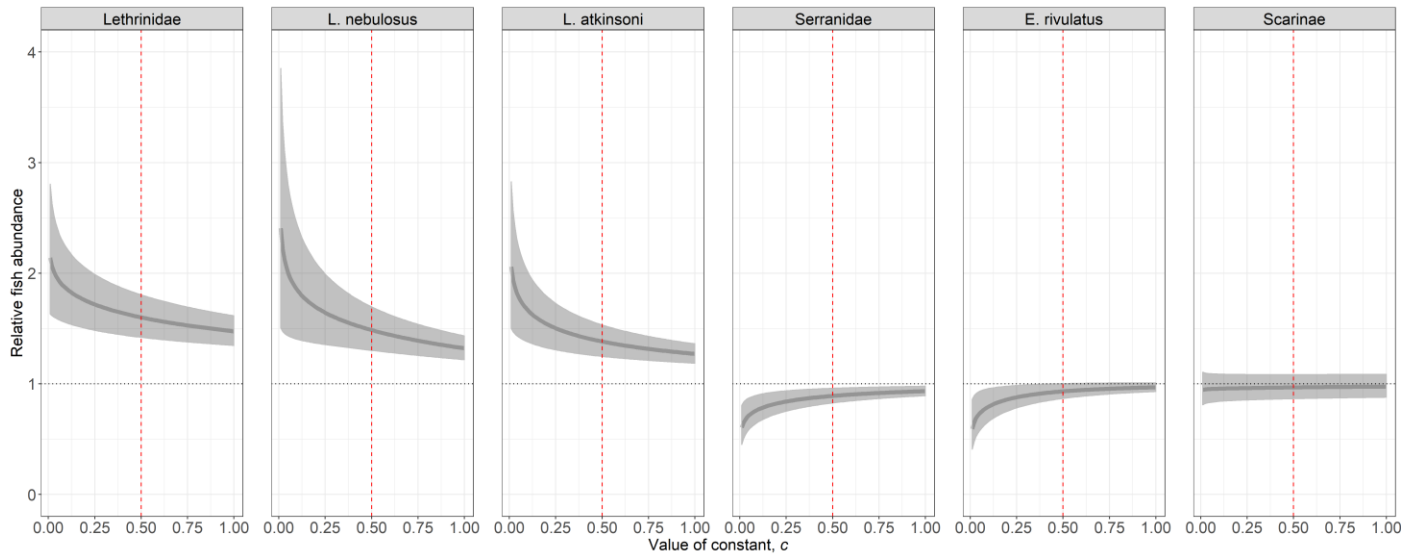 Lethrinidae L. nebulosus L. atkinsoni Serranidae E. rivulatus Scarinae
4
3
2
1
0
Relative fish abundance
0.00 0.25 0.50 0.75 1.00 0.00 0.25 0.50 0.75 1.00 0.00 0.25 0.50 0.75 1.00 0.00 0.25 0.50 0.75 1.00 0.00 0.25 0.50 0.75 1.00 0.00 0.25 0.50 0.75 1.00
Value of constant, c